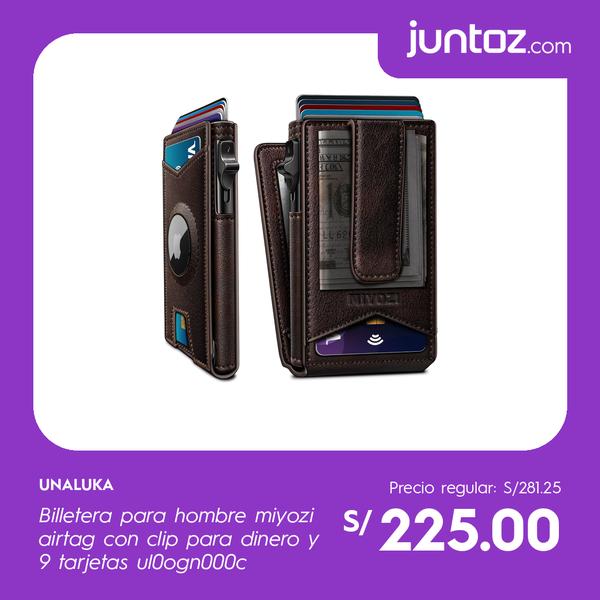 juntoz.com
MIYOZI
UNALUKA
Billetera para hombre miyozi
airtag con clip para dinero y
9 tarjetas ul0ogn000c
Precio regular: S/281.25
S/ 225.00